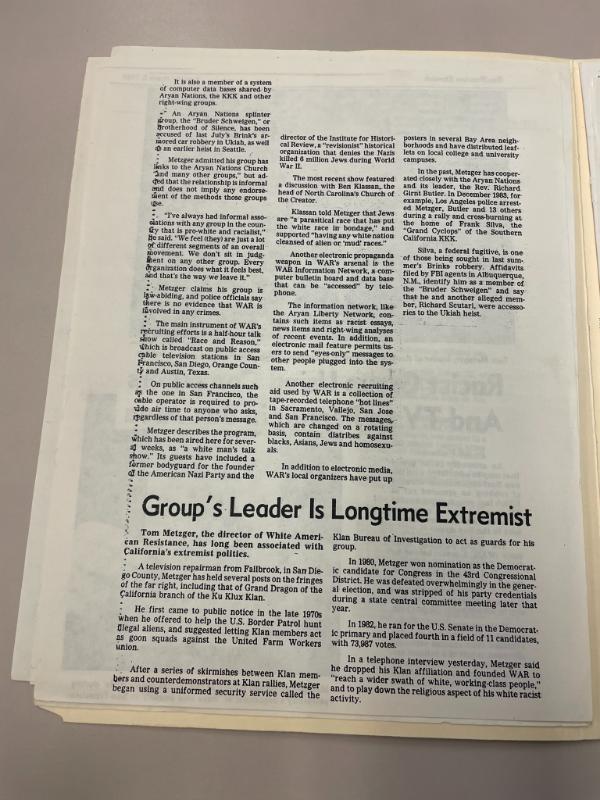 It is also a member of a system
of computer data bases shared by
Aryan Nations, the KKK and other
right-wing groups.
An Aryan Nations splinter
group, the "Bruder Schweigen," or
Brotherhood of Silence, has been
accused of last July's Brink's ar-
mored car robbery in Ukiah, as well
an earlier heist in Seattle.
Metzger admitted his group has
links to the Aryan Nations Church
"and many other groups," but ad-
ded that the relationship is informal
and does not imply any endorse-
ment of the methods those groups
use.
"I've always had informal asso-
ciations with any group in the coun-
try that is pro-white and racialist,"
He said, "We feel (they) are just a lot
of different segments of an overall
movement. We don't sit in judg-
ment on any other group. Every
organization does what it feels best,
and that's the way we leave it."
Metzger claims his group is
law-abiding, and police officials say
there is no evidence that WAR is
involved in any crimes.
The main instrument of WAR's
recruiting efforts is a half-hour talk
show called "Race and Reason,"
which is broadcast on public access
cable television stations in San
Francisco, San Diego, Orange Coun-
ty and Austin, Texas.
On public access channels such
as the one in San Francisco, the
cable operator is required to pro-
vide air time to anyone who asks,
regardless of that person's message.
Metzger describes the program,
which has been aired here for sever-
al weeks, as "a white man's talk
show." Its guests have included a
former bodyguard for the founder
of the American Nazi Party and the
director of the Institute for Histori-
cal Review, a "revisionist" historical
organization that denies the Nazis
killed 6 million Jews during World
War II.
The most recent show featured
a discussion with Ben Klassan, the
head of North Carolina's Church of
the Creator.
Klassan told Metzger that Jews
are "a parasitical race that has put
the white race in bondage," and
supported "having any white nation
cleansed of alien or 'mud' races."
Another electronic propaganda
weapon in WAR's arsenal is the
WAR Information Network, a com-
puter bulletin board and data base
that can be "accessed" by tele-
phone.
The information network, like
the Aryan Liberty Network, con-
tains such items as racist essays,
news items and right-wing analyses
of recent events. In addition, an
electronic mail feature permits us-
ers to send "eyes-only" messages to
other people plugged into the sys-
tem.
Another electronic recruiting
aid used by WAR is a collection of
tape-recorded telephone "hot lines"
in Sacramento, Vallejo, San Jose
and San Francisco. The messages,
which are changed on a rotating
basis, contain diatribes against
blacks, Asians, Jews and homosexu-
als.
In addition to electronic media,
WAR's local organizers have put up
posters in several Bay Area neigh-
borhoods and have distributed leaf-
lets on local college and university
campuses.
In the past, Metzger has cooper-
ated closely with the Aryan Nations
and its leader, the Rev. Richard
Girnt Butler. In December 1983, for
example, Los Angeles police arrest-
ed Metzger, Butler and 13 others
during a rally and cross-burning at
the home of Frank Silva, the
"Grand Cyclops" of the Southern
California KKK.
Silva, a federal fugitive, is one
of those being sought in last sum-
mer's Brinks robbery. Affidavits
filed by FBI agents in Albuquerque,
N.M., identify him as a member of
the "Bruder Schweigen" and say
that he and another alleged mem-
ber, Richard Scutari, were accesso-
ries to the Ukiah heist.
Group's Leader Is Longtime Extremist
Tom Metzger, the director of White Ameri-
can Resistance, has long been associated with
California's extremist politics.
A television repairman from Fallbrook, in San Die-
go County, Metzger has held several posts on the fringes
of the far right, including that of Grand Dragon of the
California branch of the Ku Klux Klan.
He first came to public notice in the late 1970s
when he offered to help the U.S. Border Patrol hunt
illegal aliens, and suggested letting Klan members act
as goon squads against the United Farm Workers
union.
After a series of skirmishes between Klan mem-
bers and counterdemonstrators at Klan rallies, Metzger
began using a uniformed security service called the
Klan Bureau of Investigation to act as guards for his
group.
In 1980, Metzger won nomination as the Democrat-
ic candidate for Congress in the 43rd Congressional
District. He was defeated overwhelmingly in the gener-
al election, and was stripped of his party credentials
during a state central committee meeting later that
year.
In 1982, he ran for the U.S. Senate in the Democrat-
ic primary and placed fourth in a field of 11 candidates,
with 73,987 votes.
In a telephone interview yesterday, Metzger said
he dropped his Klan affiliation and founded WAR to
"reach a wider swath of white, working-class people,"
and to play down the religious aspect of his white racist
activity.